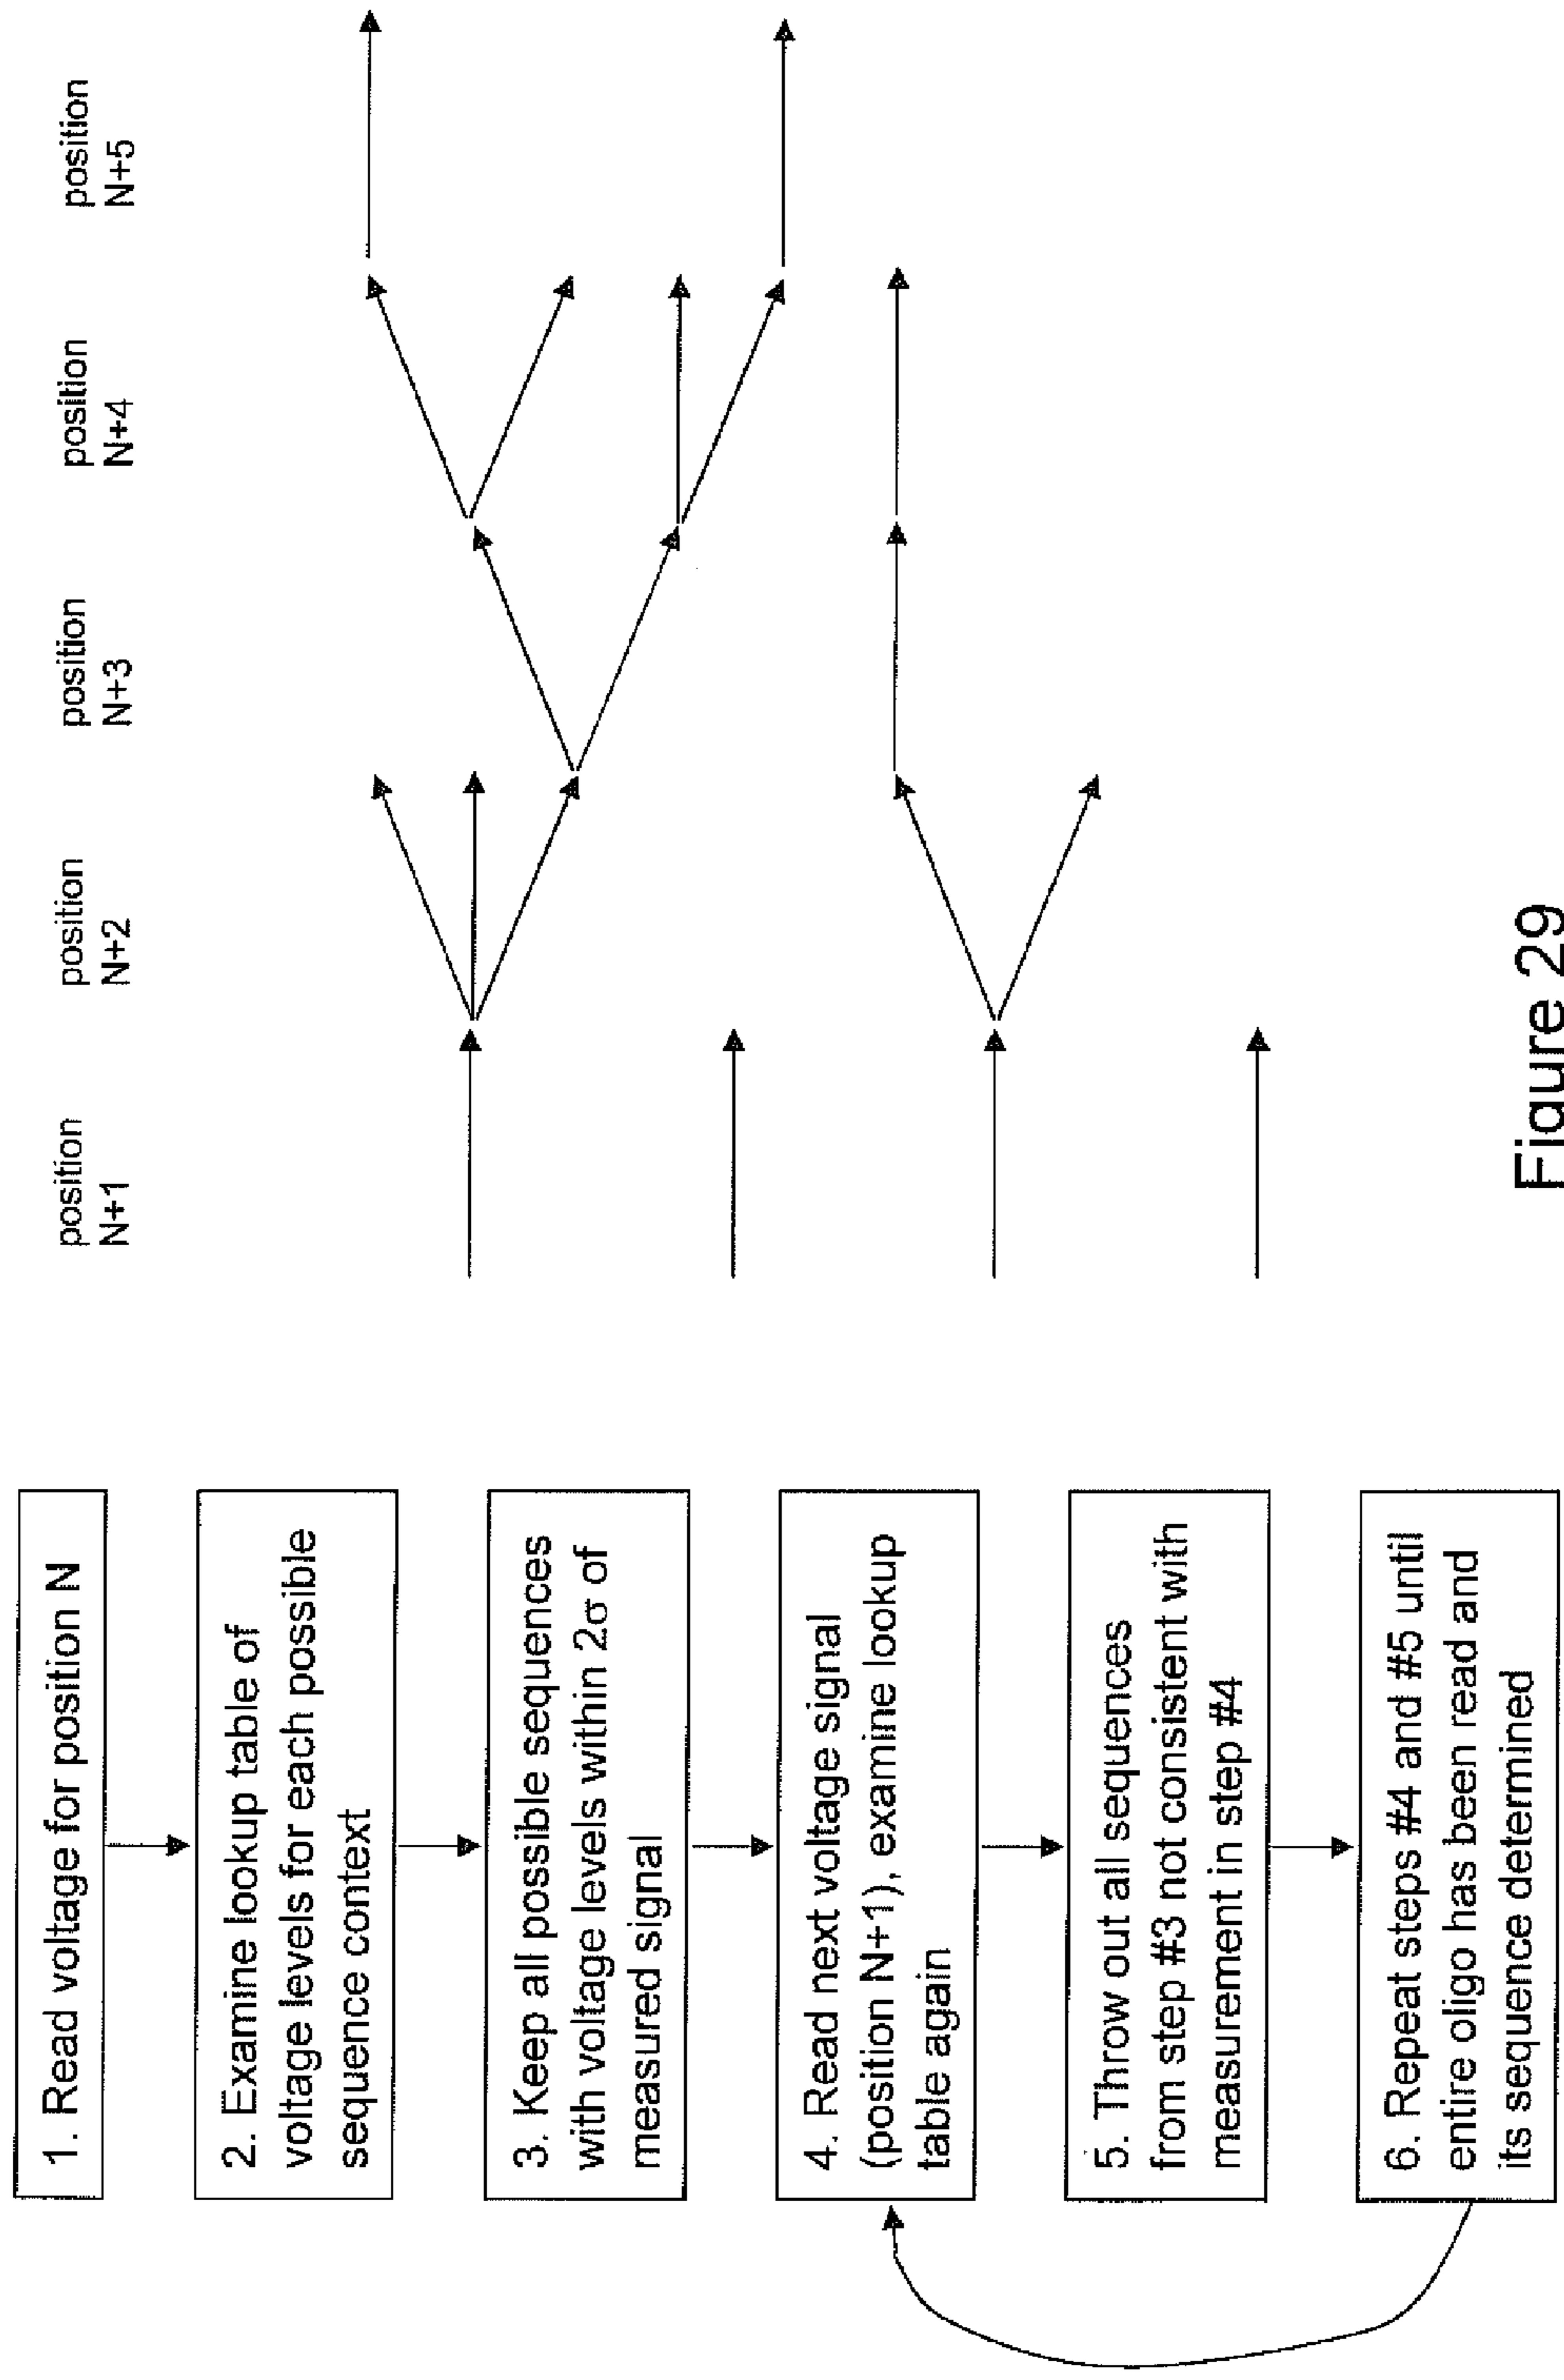 1. Read voltage for position N
2. Examine lookup table of
voltage levels for each possible
sequence context
3. Keep all possible sequences
with voltage levels within 2σ of
measured signal
4. Read next voltage signal
(position N+1), examine lookup
table again
5. Throw out all sequences
from step #3 not consistent with
measurement in step #4
6. Repeat steps #4 and #5 until
entire oligo has been read and
its sequence determined
position
N+1
position
N+2
position
N+3
position
N+4
position
N+5
Figure 29